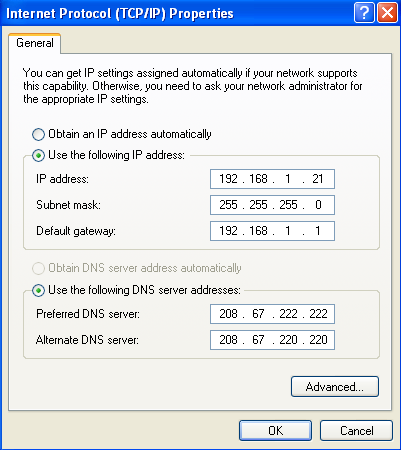 Internet Protocol (TCP/IP) Properties
General
You can get IP settings assigned automatically if your network supports
this capability. Otherwise, you need to ask your network administrator for
the appropriate IP settings.
Obtain an IP address automatically
Use the following IP address:
IP address: 192 . 168 . 1 . 21
Subnet mask: 255 . 255 . 255 . 0
Default gateway: 192 . 168 . 1 . 1
Obtain DNS server address automatically
Use the following DNS server addresses:
Preferred DNS server: 208 . 67 . 222 . 222
Alternate DNS server: 208 . 67 . 220 . 220
Advanced...
OK Cancel